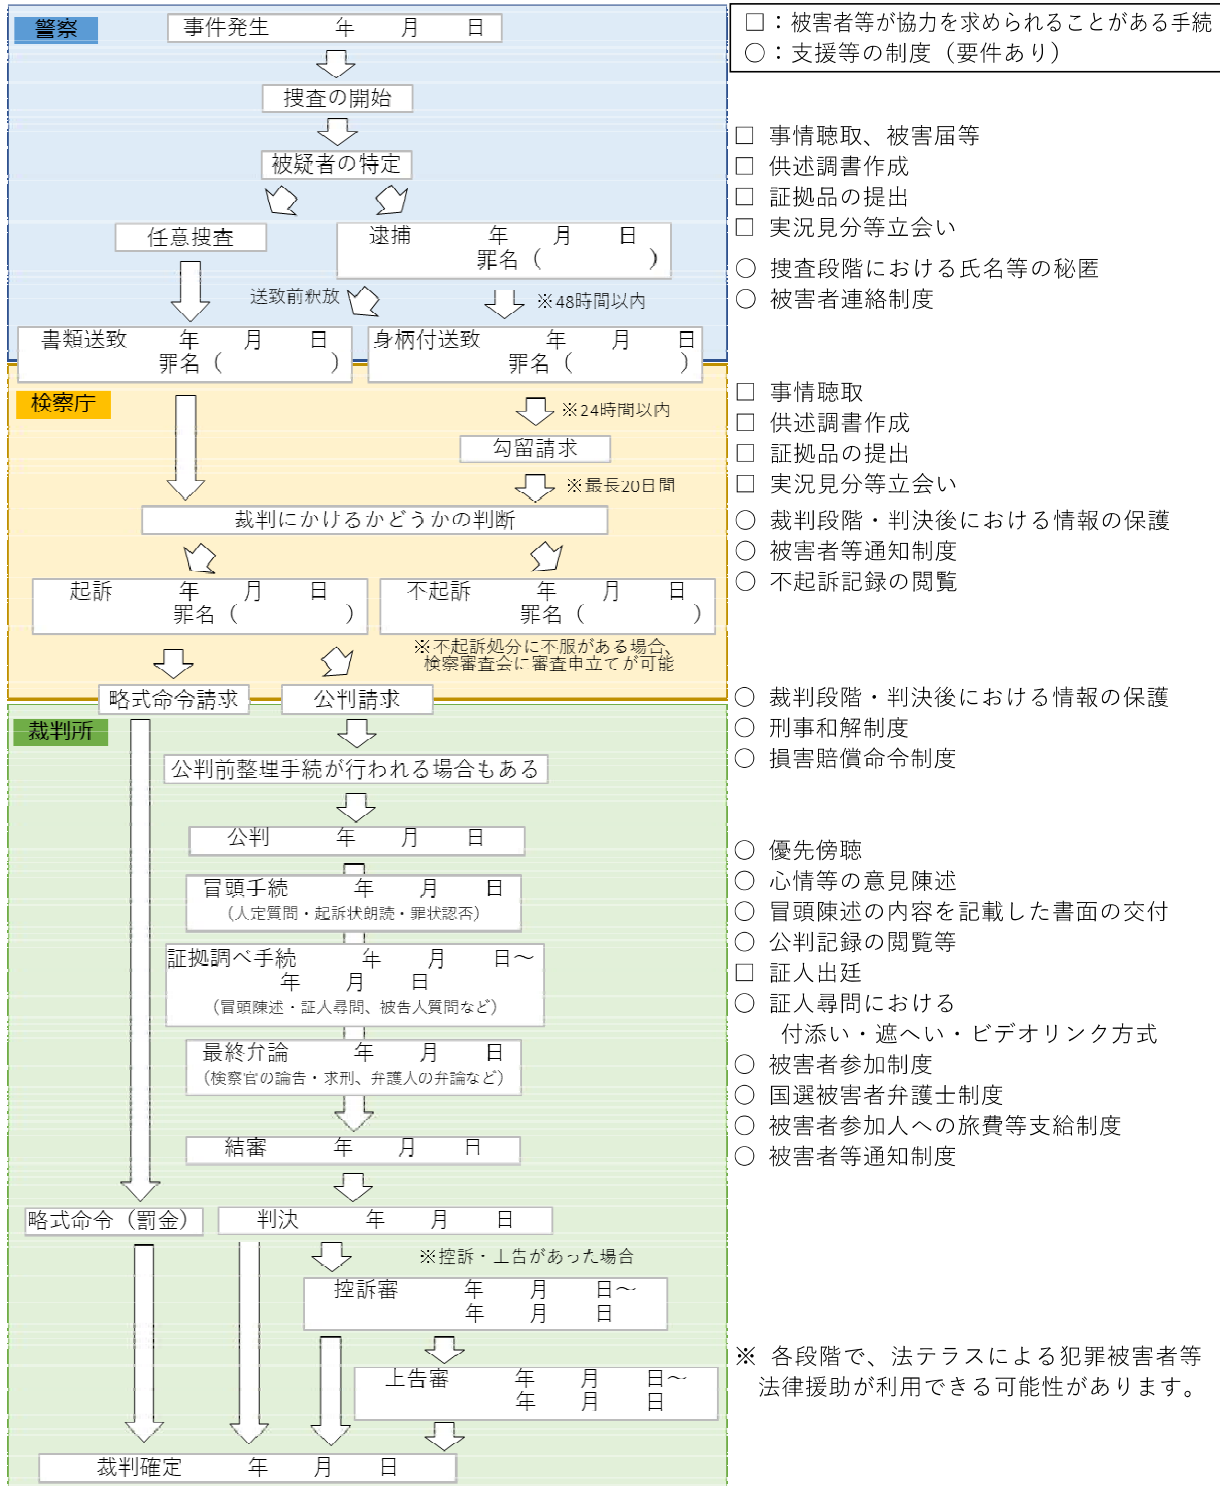 警察
事件発生 年 月 日
□：被害者等が協力を求められることがある手続
○：支援等の制度（要件あり）
捜査の開始
被疑者の特定
□ 事情聴取、被害届等
□ 供述調書作成
□ 証拠品の提出
□ 実況見分等立会い
○ 捜査段階における氏名等の秘匿
○ 被害者連絡制度
任意捜査
逮捕 年 月 日
罪名（ ）
送致前釈放
※48時間以内
書類送致 年 月 日
罪名（ ）
身柄付送致 年 月 日
罪名（ ）
検察庁
※24時間以内
勾留請求
※最長20日間
裁判にかけるかどうかの判断
□ 事情聴取
□ 供述調書作成
□ 証拠品の提出
□ 実況見分等立会い
○ 裁判段階・判決後における情報の保護
○ 被害者等通知制度
○ 不起訴記録の閲覧
起訴 年 月 日
罪名（ ）
不起訴 年 月 日
罪名（ ）
※不起訴処分に不服がある場合、
検察審査会に審査申立てが可能
略式命令請求
公判請求
裁判所
○ 裁判段階・判決後における情報の保護
○ 刑事和解制度
○ 損害賠償命令制度
公判前整理手続が行われる場合もある
公判 年 月 日
冒頭手続 年 月 日
（人定質問・起訴状朗読・罪状認否）
証拠調べ手続 年 月 日～
年 月 日
（冒頭陳述・証人尋問、被告人質問など）
最終弁論 年 月 日
（検察官の論告・求刑、弁護人の弁論など）
結審 年 月 日
○ 優先傍聴
○ 心情等の意見陳述
○ 冒頭陳述の内容を記載した書面の交付
○ 公判記録の閲覧等
□ 証人出廷
○ 証人尋問における
付添い・遮へい・ビデオリンク方式
○ 被害者参加制度
○ 国選被害者弁護士制度
○ 被害者参加人への旅費等支給制度
○ 被害者等通知制度
略式命令（罰金）
判決 年 月 日
※控訴・上告があった場合
控訴審 年 月 日～
年 月 日
上告審 年 月 日～
年 月 日
※ 各段階で、法テラスによる犯罪被害者等
法律援助が利用できる可能性があります。
裁判確定 年 月 日